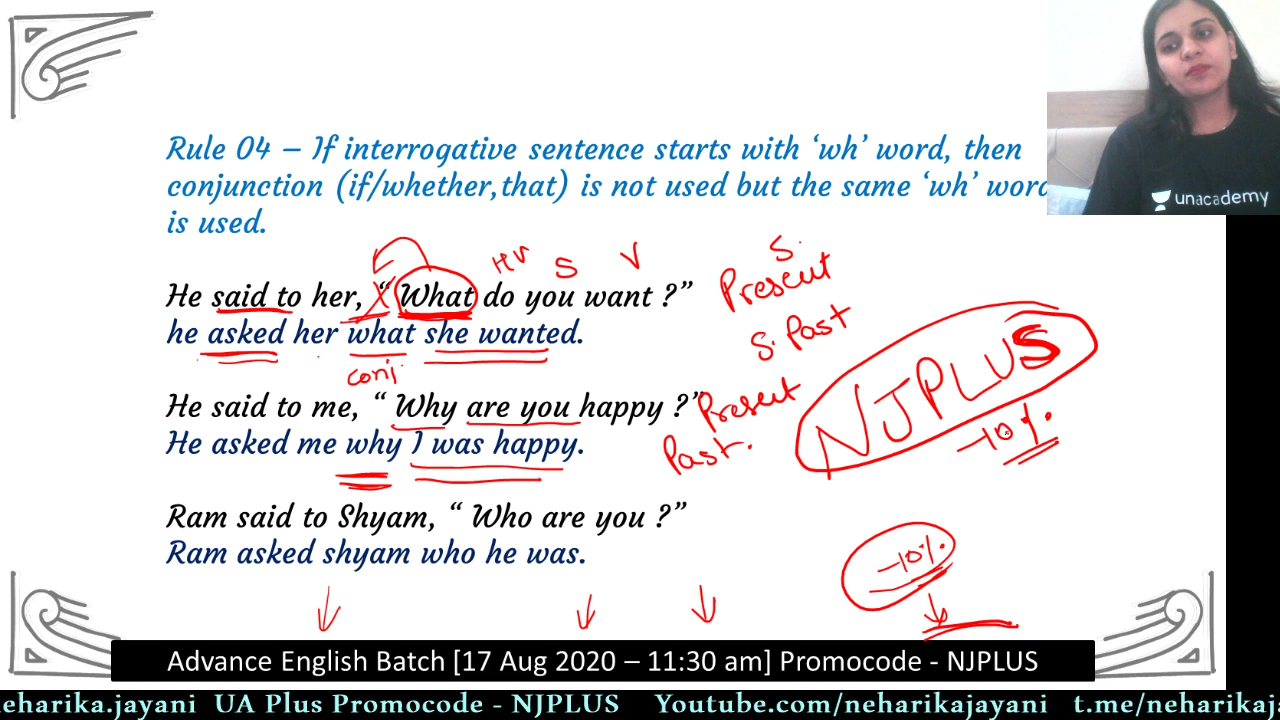 Rule 04 – If interrogative sentence starts with ‘wh’ word, then
conjunction (if/whether,that) is not used but the same ‘wh’ word
is used.
unacademy
HV S V
He said to her, “ What do you want ?”
he asked her what she wanted.
conj
S.
Present
S. Past
He said to me, “ Why are you happy ?”
He asked me why I was happy.
Present
Past.
NJPLUS
-10%.
Ram said to Shyam, “ Who are you ?”
Ram asked shyam who he was.
-10%.
Advance English Batch [17 Aug 2020 – 11:30 am] Promocode - NJPLUS
neharika.jayani UA Plus Promocode - NJPLUS Youtube.com/neharikajayani t.me/neharikaj